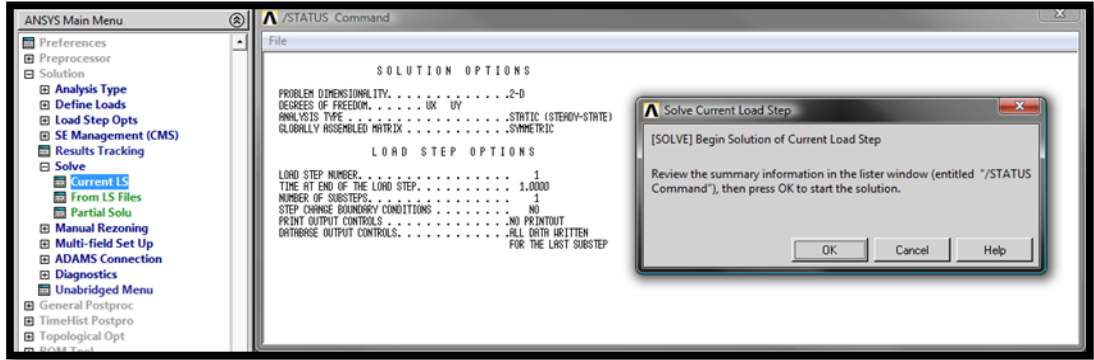 ANSYS Main Menu
Preferences
Preprocessor
Solution
Analysis Type
Define Loads
Load Step Opts
SE Management (CMS)
Results Tracking
Solve
Current LS
From LS Files
Partial Solu
Manual Rezoning
Multi-field Set Up
ADAMS Connection
Diagnostics
Unabridged Menu
General Postproc
TimeHist Postpro
Topological Opt
ROM Tool
/STATUS Command
File
SOLUTION OPTIONS
PROBLEM DIMENSIONALITY. . . . . . . . . . . . .2-D
DEGREES OF FREEDOM. . . . . . UX UY
ANALYSIS TYPE . . . . . . . . . . . . . . . . .STATIC (STEADY-STATE)
GLOBALLY ASSEMBLED MATRIX . . . . . . . . . . .SYMMETRIC
LOAD STEP OPTIONS
LOAD STEP NUMBER. . . . . . . . . . . . . . . . 1
TIME AT END OF THE LOAD STEP. . . . . . . . . . 1.0000
NUMBER OF SUBSTEPS. . . . . . . . . . . . . . . 1
STEP CHANGE BOUNDARY CONDITIONS . . . . . . . . NO
PRINT OUTPUT CONTROLS . . . . . . . . . . . . .NO PRINTOUT
DATABASE OUTPUT CONTROLS. . . . . . . . . . . .ALL DATA WRITTEN
FOR THE LAST SUBSTEP
Solve Current Load Step
[SOLVE] Begin Solution of Current Load Step
Review the summary information in the lister window (entitled "/STATUS
Command"), then press OK to start the solution.
OK
Cancel
Help